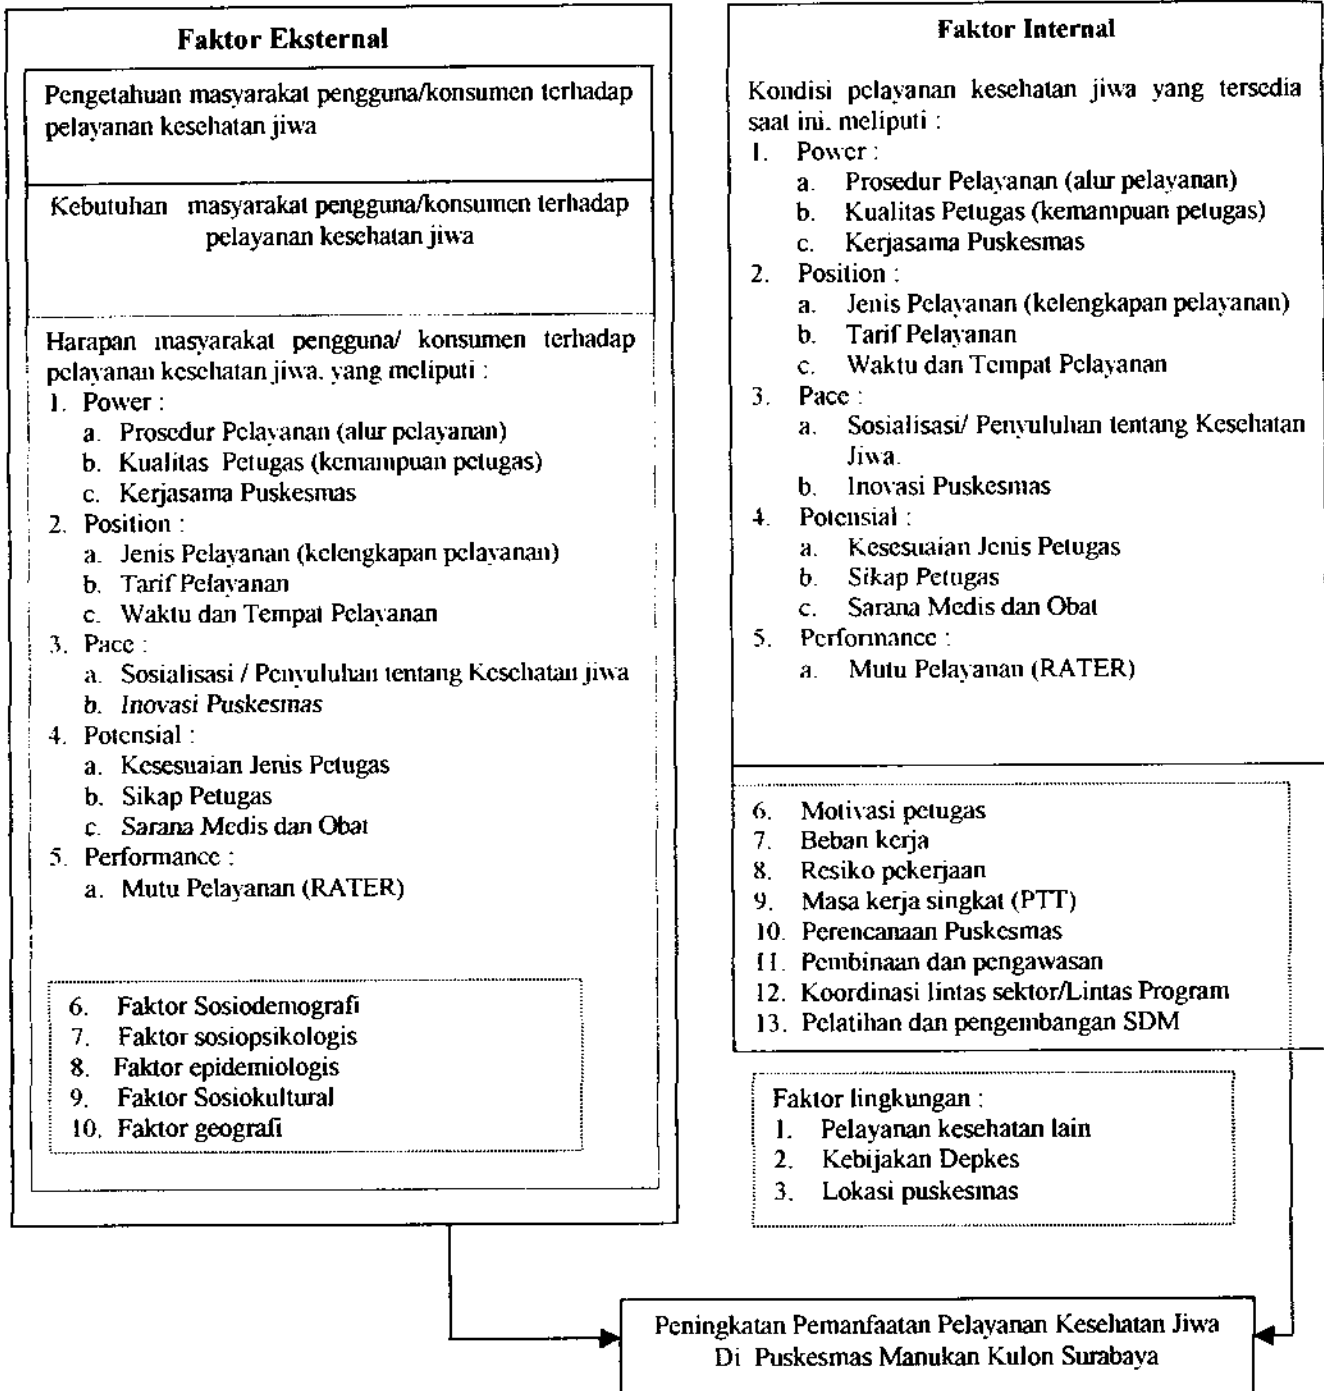 Faktor Eksternal
Pengetahuan masyarakat pengguna/konsumen terhadap
pelayanan kesehatan jiwa
Kebutuhan masyarakat pengguna/konsumen terhadap
pelayanan kesehatan jiwa
Harapan masyarakat pengguna/ konsumen terhadap
pelayanan kesehatan jiwa. yang meliputi :
1. Power :
a. Prosedur Pelayanan (alur pelayanan)
b. Kualitas Petugas (kemampuan petugas)
c. Kerjasama Puskesmas
2. Position :
a. Jenis Pelayanan (kelengkapan pelayanan)
b. Tarif Pelayanan
c. Waktu dan Tempat Pelayanan
3. Pace :
a. Sosialisasi / Penyuluhan tentang Kesehatan jiwa
b. Inovasi Puskesmas
4. Potensial :
a. Kesesuaian Jenis Petugas
b. Sikap Petugas
c. Sarana Medis dan Obat
5. Performance :
a. Mutu Pelayanan (RATER)
6. Faktor Sosiodemografi
7. Faktor sosiopsikologis
8. Faktor epidemiologis
9. Faktor Sosiokultural
10. Faktor geografi
Faktor Internal
Kondisi pelayanan kesehatan jiwa yang tersedia
saat ini. meliputi :
1. Power :
a. Prosedur Pelayanan (alur pelayanan)
b. Kualitas Petugas (kemampuan petugas)
c. Kerjasama Puskesmas
2. Position :
a. Jenis Pelayanan (kelengkapan pelayanan)
b. Tarif Pelayanan
c. Waktu dan Tempat Pelayanan
3. Pace :
a. Sosialisasi/ Penyuluhan tentang Kesehatan
Jiwa.
b. Inovasi Puskesmas
4. Potensial :
a. Kesesuaian Jenis Petugas
b. Sikap Petugas
c. Sarana Medis dan Obat
5. Performance :
a. Mutu Pelayanan (RATER)
6. Motivasi petugas
7. Beban kerja
8. Resiko pekerjaan
9. Masa kerja singkat (PTT)
10. Perencanaan Puskesmas
11. Pembinaan dan pengawasan
12. Koordinasi lintas sektor/Lintas Program
13. Pelatihan dan pengembangan SDM
Faktor lingkungan :
1. Pelayanan kesehatan lain
2. Kebijakan Depkes
3. Lokasi puskesmas
Peningkatan Pemanfaatan Pelayanan Kesehatan Jiwa
Di Puskesmas Manukan Kulon Surabaya